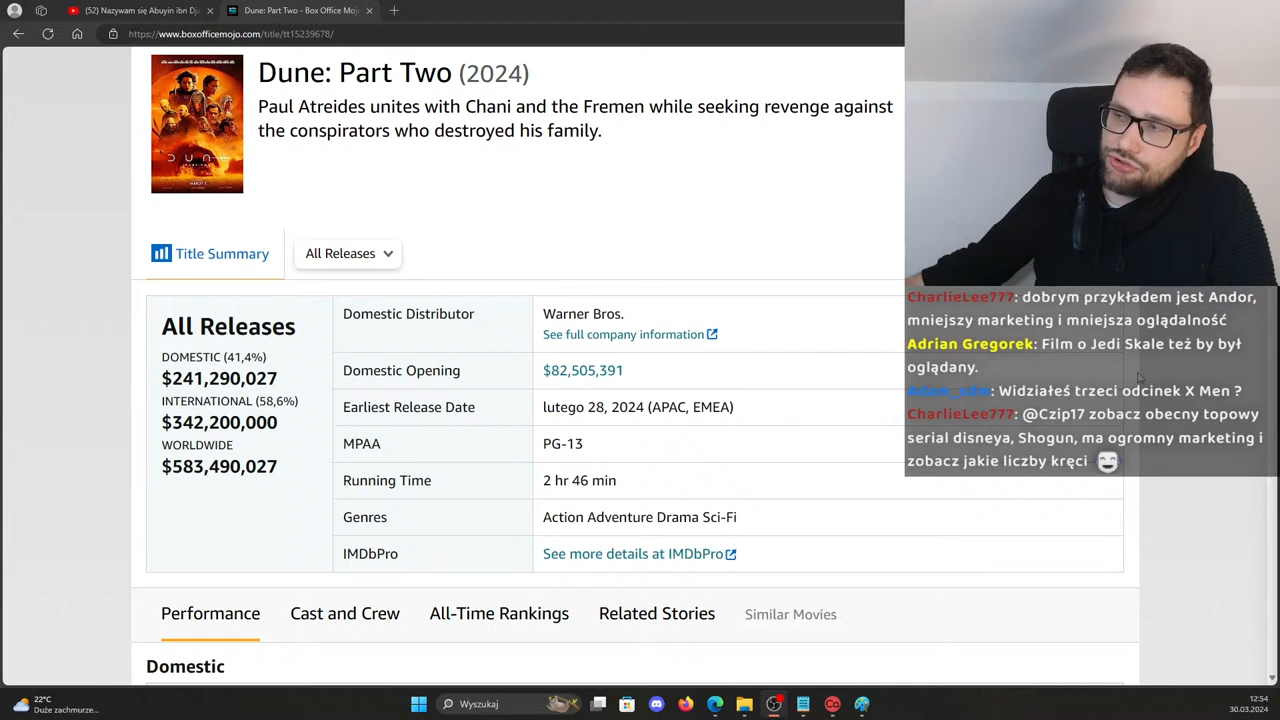 (52) Nazywam się Abuyin ibn Dj
Dune: Part Two - Box Office Moj
https://www.boxofficemojo.com/title/tt15239678/
DUNE
Dune: Part Two (2024)
Paul Atreides unites with Chani and the Fremen while seeking revenge against
the conspirators who destroyed his family.
Title Summary
All Releases
All Releases
DOMESTIC (41,4%)
$241,290,027
INTERNATIONAL (58,6%)
$342,200,000
WORLDWIDE
$583,490,027
Domestic Distributor
Warner Bros.
See full company information
Domestic Opening
$82,505,391
Earliest Release Date
lutego 28, 2024 (APAC, EMEA)
MPAA
PG-13
Running Time
2 hr 46 min
Genres
Action Adventure Drama Sci-Fi
IMDbPro
See more details at IMDbPro
Performance
Cast and Crew
All-Time Rankings
Related Stories
Similar Movies
Domestic
CharlieLee777: dobrym przykładem jest Andor,
mniejszy marketing i mniejsza oglądalność
Adrian Gregorek: Film o Jedi Skale też by był
oglądany.
: Widziałeś trzeci odcinek X Men ?
CharlieLee777: @Czip17 zobacz obecny topowy
serial disneya, Shogun, ma ogromny marketing i
zobacz jakie liczby kręci
22°C
Duże zachmurze...
Wyszukaj
12:54
30.03.2024